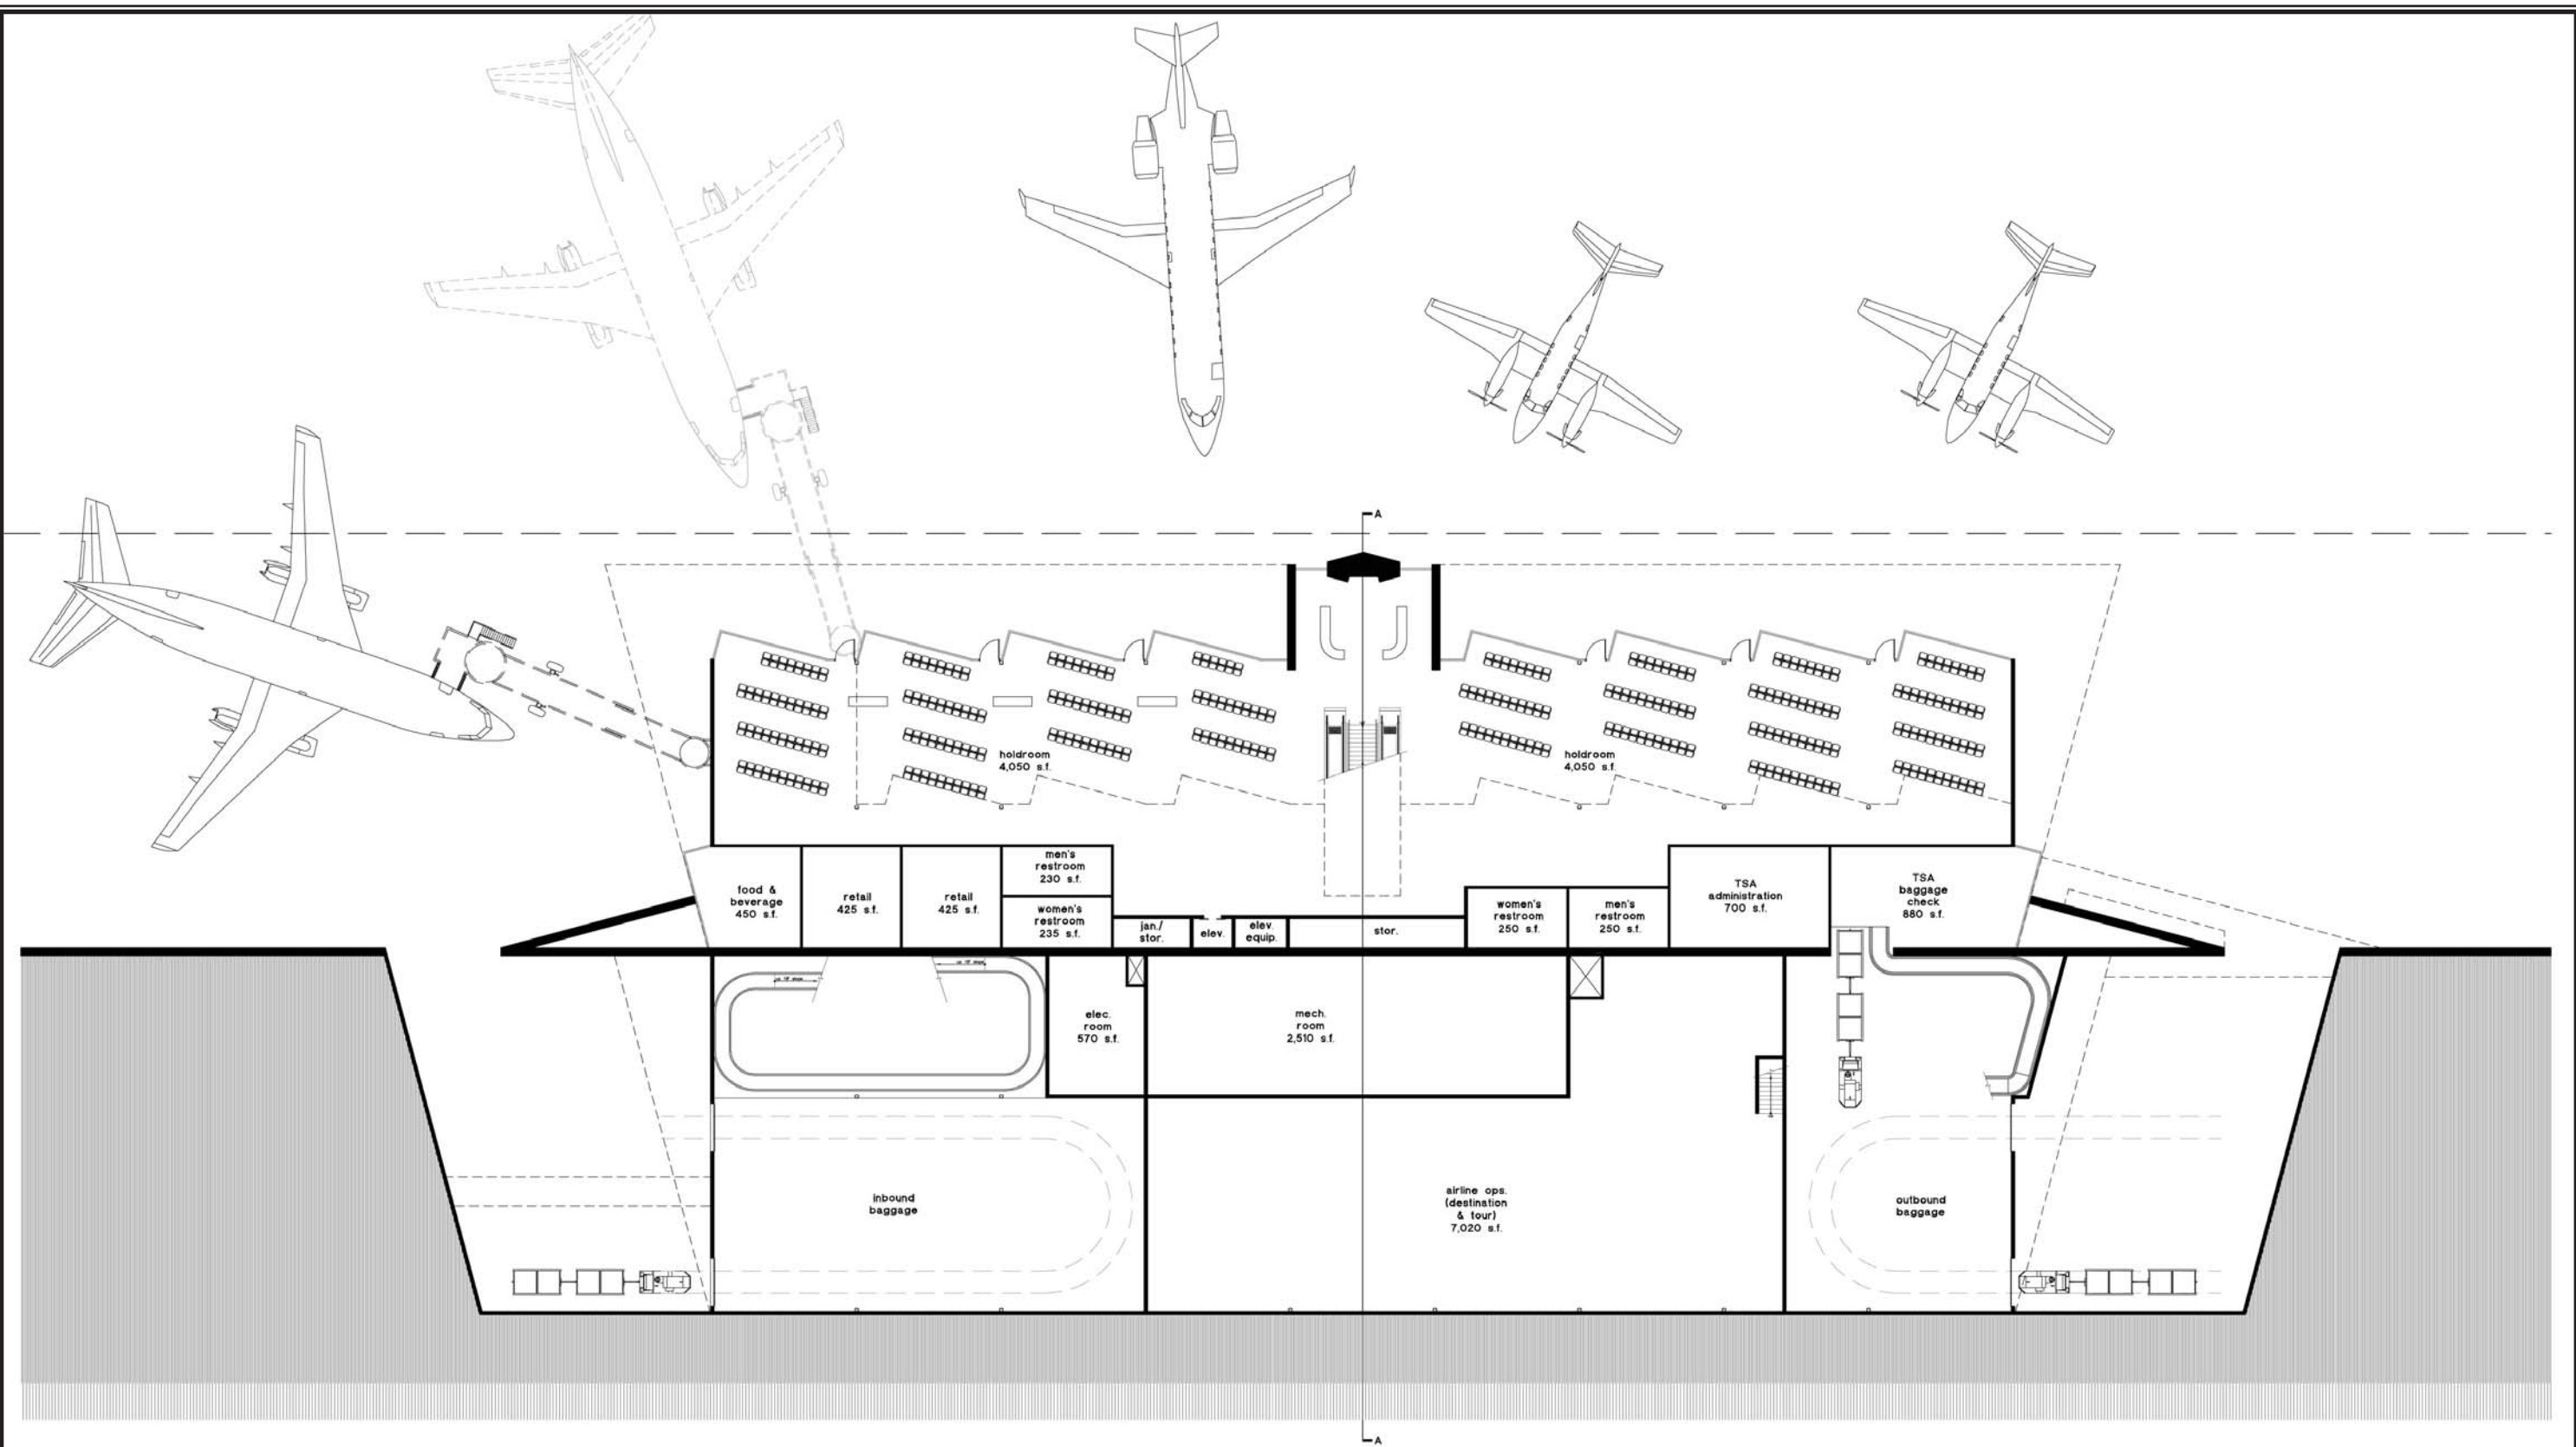 A
holdroom
4,050 s.f.
holdroom
4,050 s.f.
food &
beverage
450 s.f.
retail
425 s.f.
retail
425 s.f.
men's
restroom
230 s.f.
women's
restroom
235 s.f.
jan./
stor.
elev.
elev.
equip.
stor.
women's
restroom
250 s.f.
men's
restroom
250 s.f.
TSA
administration
700 s.f.
TSA
baggage
check
880 s.f.
elec.
room
570 s.f.
mech.
room
2,510 s.f.
inbound
baggage
airline ops.
(destination
& tour)
7,020 s.f.
outbound
baggage
A